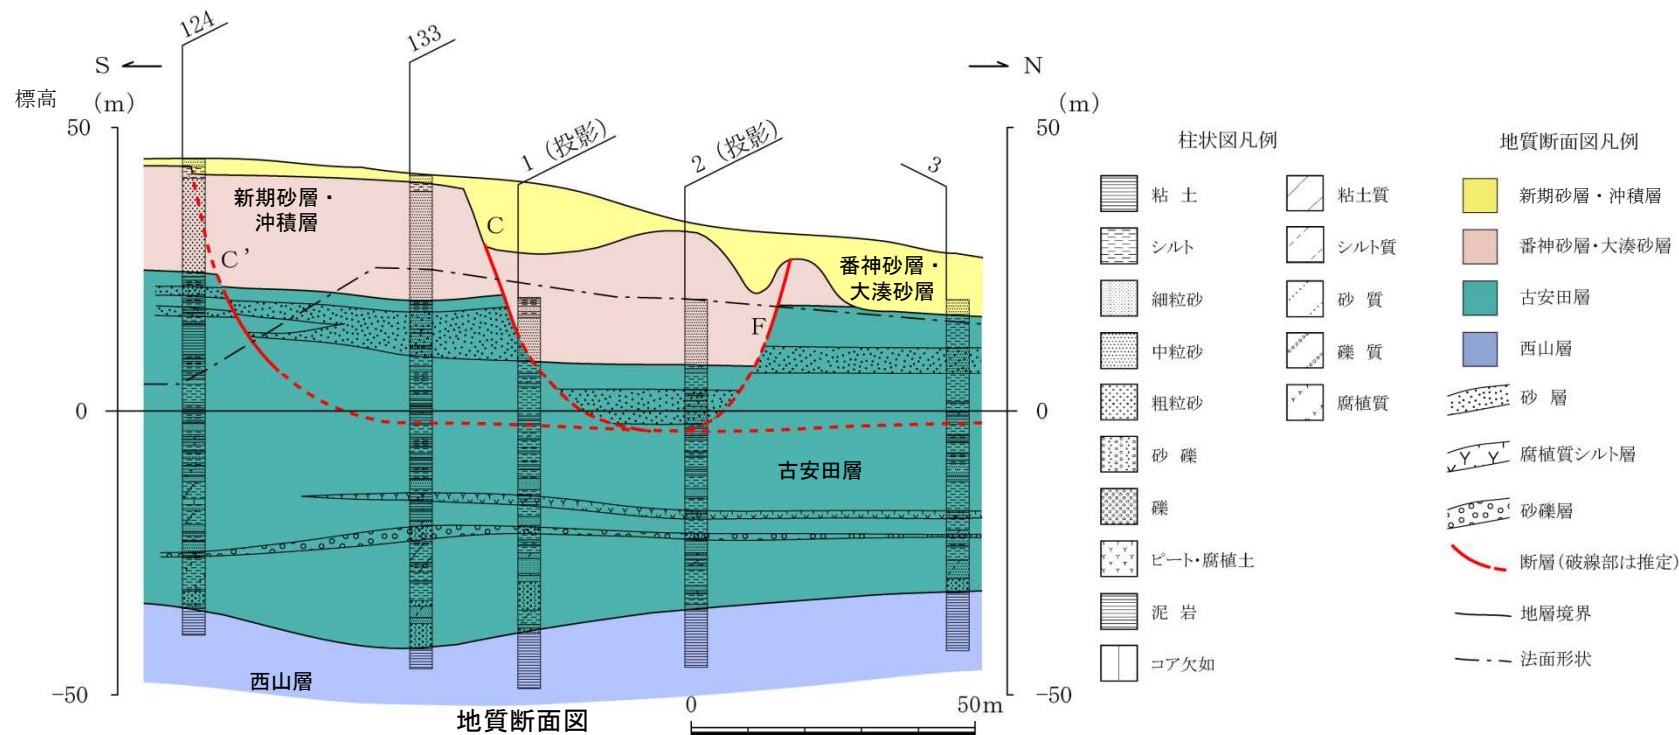 124
133
S
N
標高
(m)
(m)
50
50
1 (投影)
2 (投影)
3
新期砂層・
沖積層
C
C'
番神砂層・
大湊砂層
F
0
0
古安田層
西山層
-50
-50
地質断面図
0
50m
柱状図凡例
粘 土
シルト
細粒砂
中粒砂
粗粒砂
砂 礫
礫
ピート・腐植土
泥 岩
コア欠如
粘土質
シルト質
砂 質
礫 質
腐植質
地質断面図凡例
新期砂層・沖積層
番神砂層・大湊砂層
古安田層
西山層
砂 層
腐植質シルト層
砂礫層
断層(破線部は推定)
地層境界
法面形状